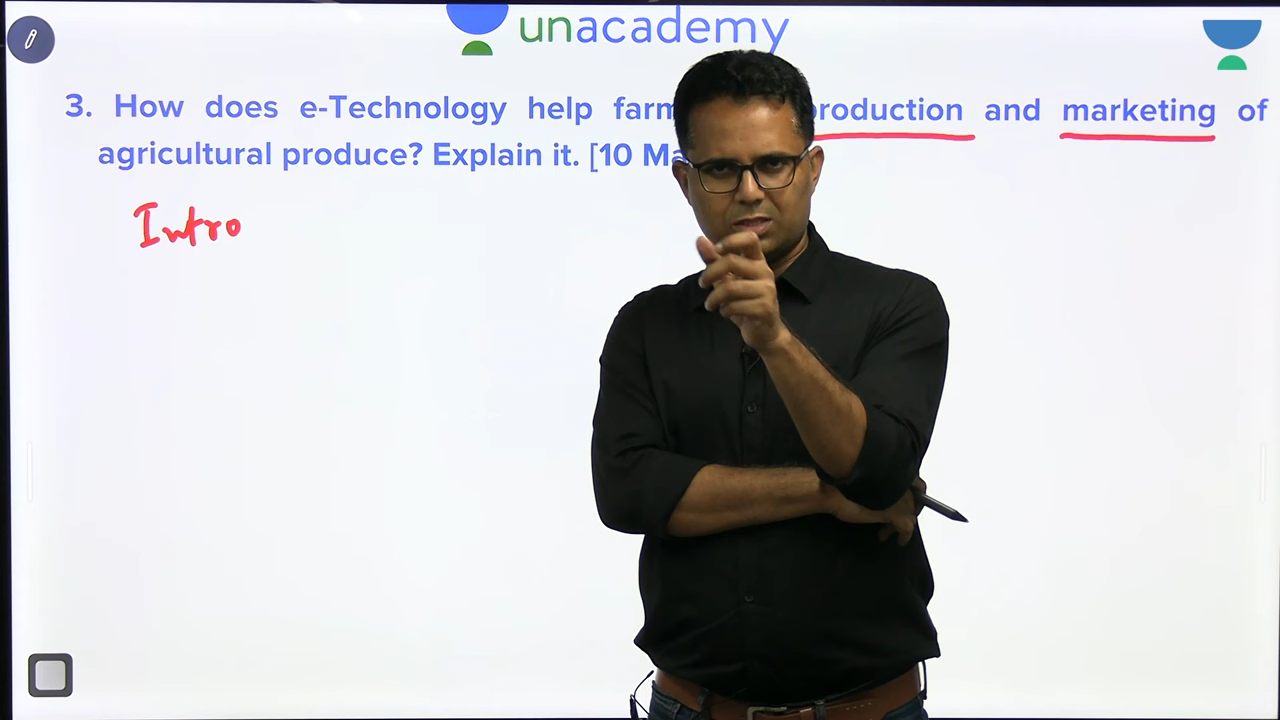 unacademy
3. How does e-Technology help farm production and marketing of
agricultural produce? Explain it. [10 Ma
Intro